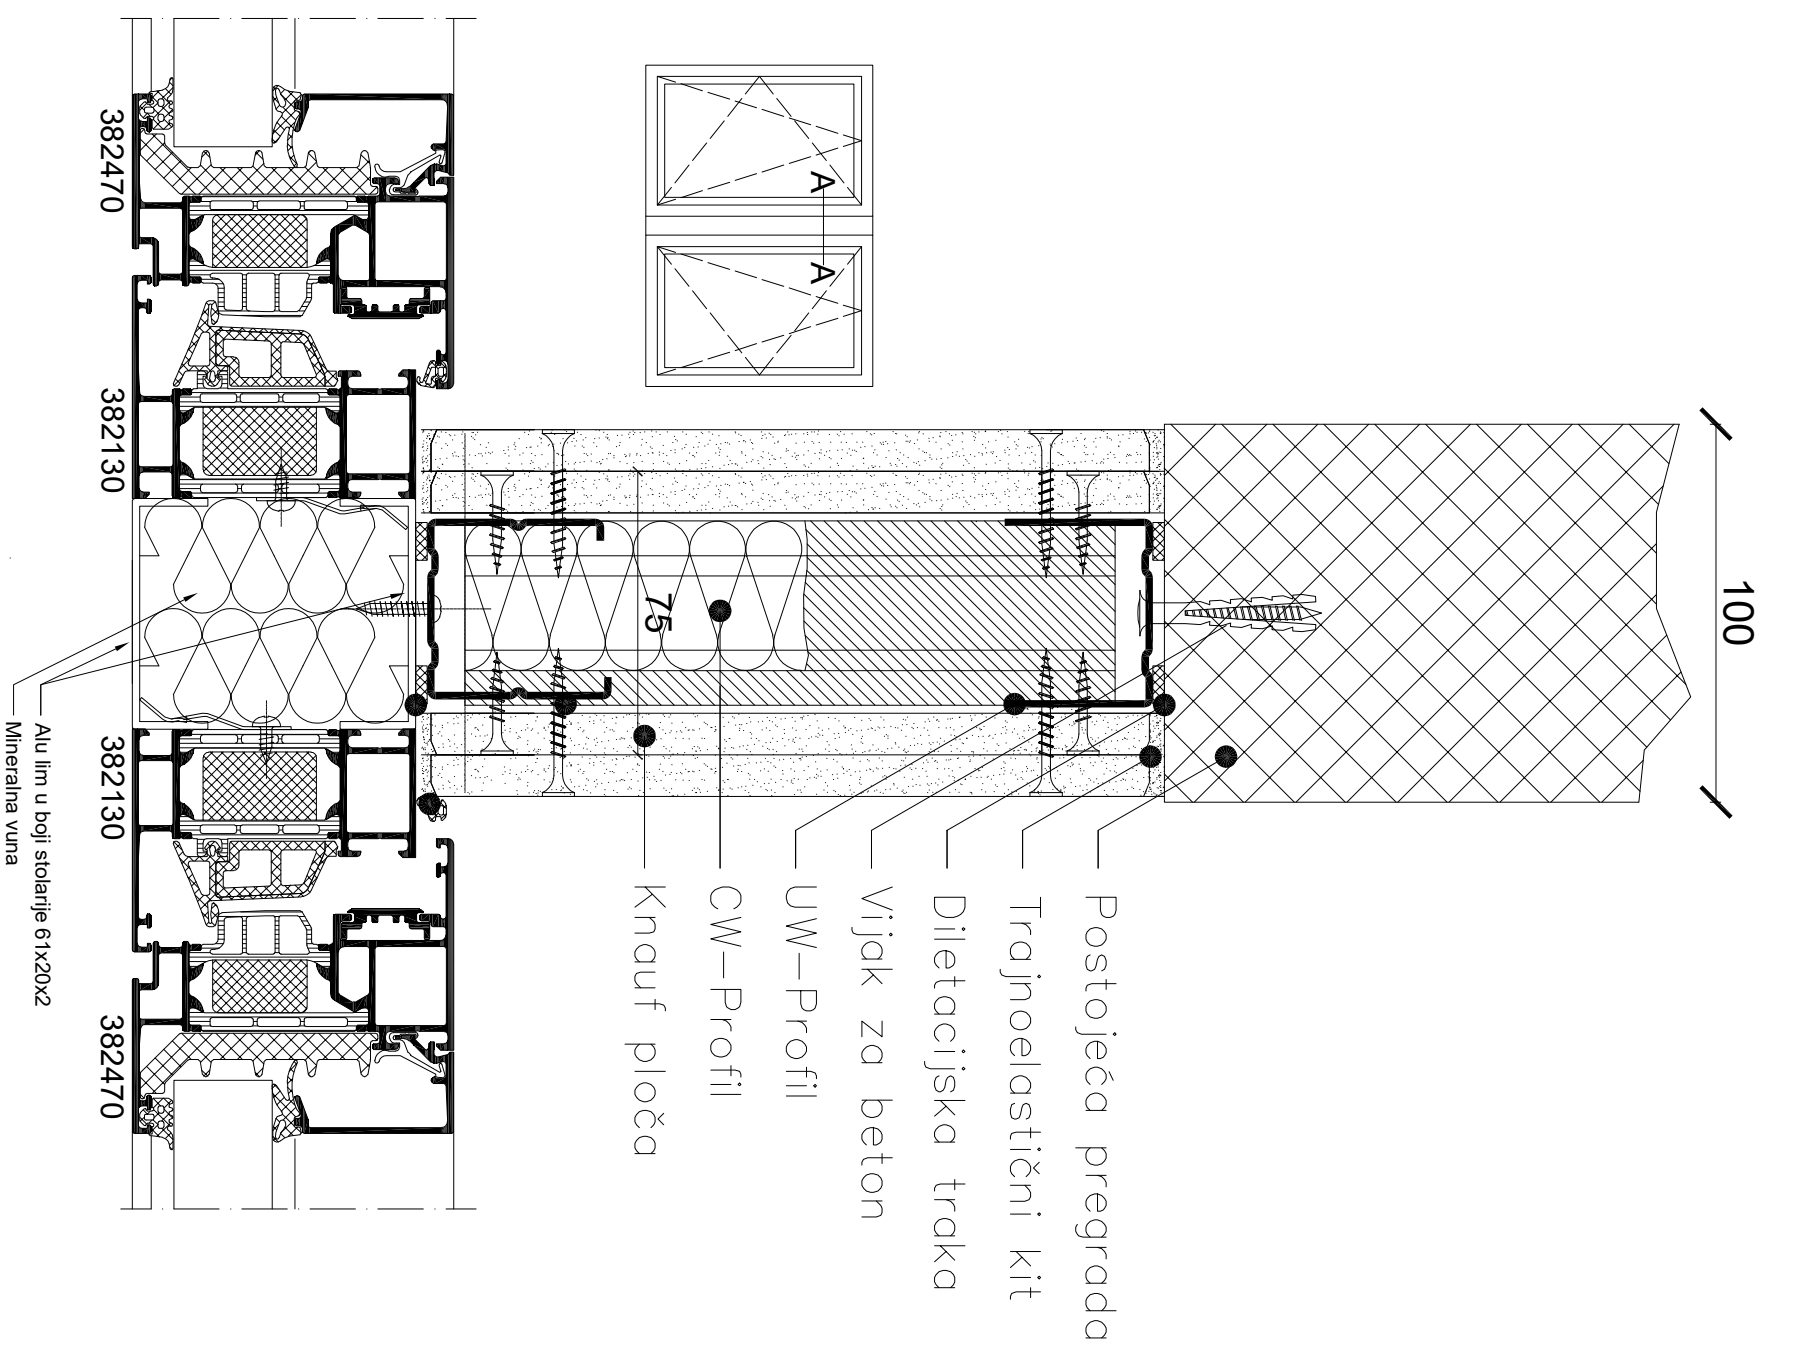 100
Postojeća pregrada
Trajnoelastični kit
Diletacijska traka
Vijak za beton
UW-Profil
CW-Profil
Knauf ploča
A
A
75
382470
382130
382130
382470
Alu lim u boji stolarije 61x20x2
Mineralna vuna